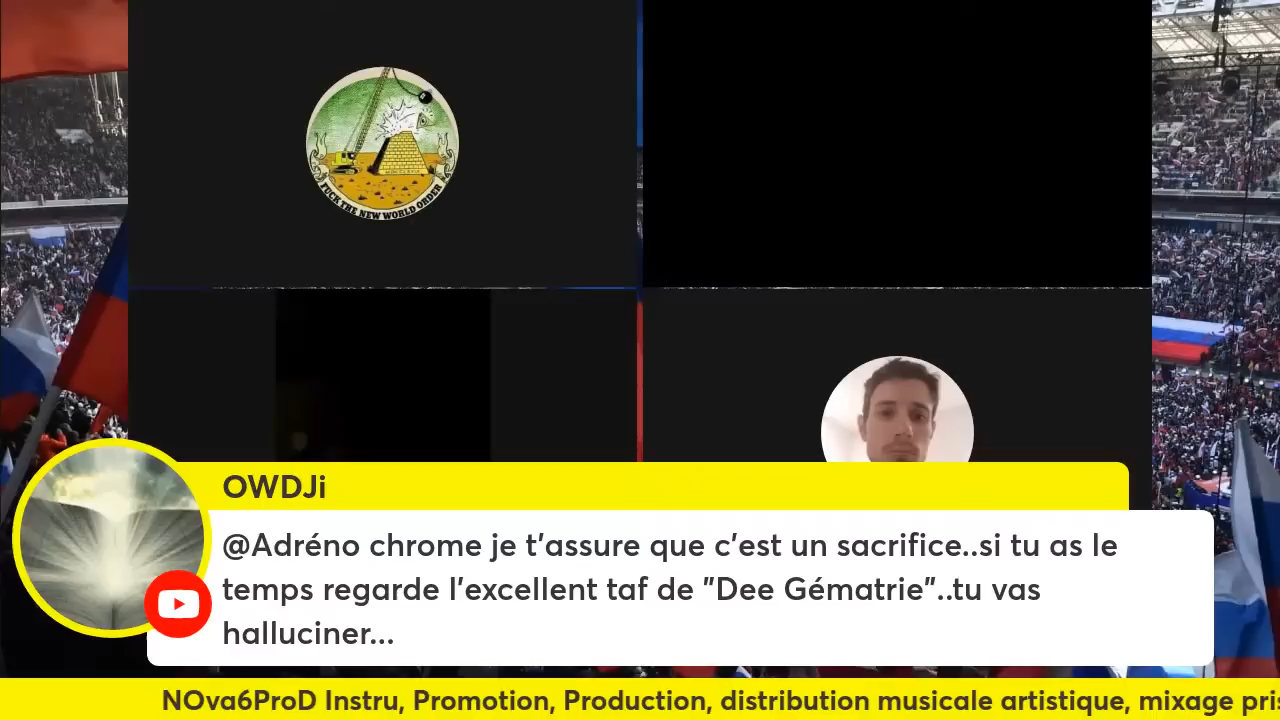 FUCK THE NEW WORLD ORDER
OWDJi
@Adréno chrome je t'assure que c'est un sacrifice..si tu as le
temps regarde l'excellent taf de "Dee Gématrie"..tu vas
halluciner...
NOva6ProD Instru, Promotion, Production, distribution musicale artistique, mixage pris